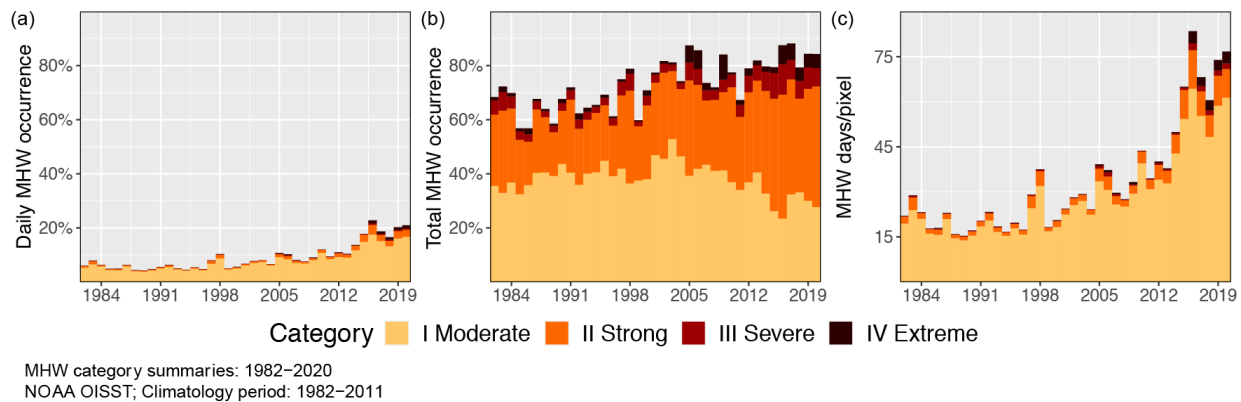 (a)
Daily MHW occurrence
80%
60%
40%
20%
1984 1991 1998 2005 2012 2019
(b)
Total MHW occurrence
80%
60%
40%
20%
1984 1991 1998 2005 2012 2019
(c)
MHW days/pixel
75
45
15
1984 1991 1998 2005 2012 2019
Category I Moderate II Strong III Severe IV Extreme
MHW category summaries: 1982−2020
NOAA OISST; Climatology period: 1982−2011